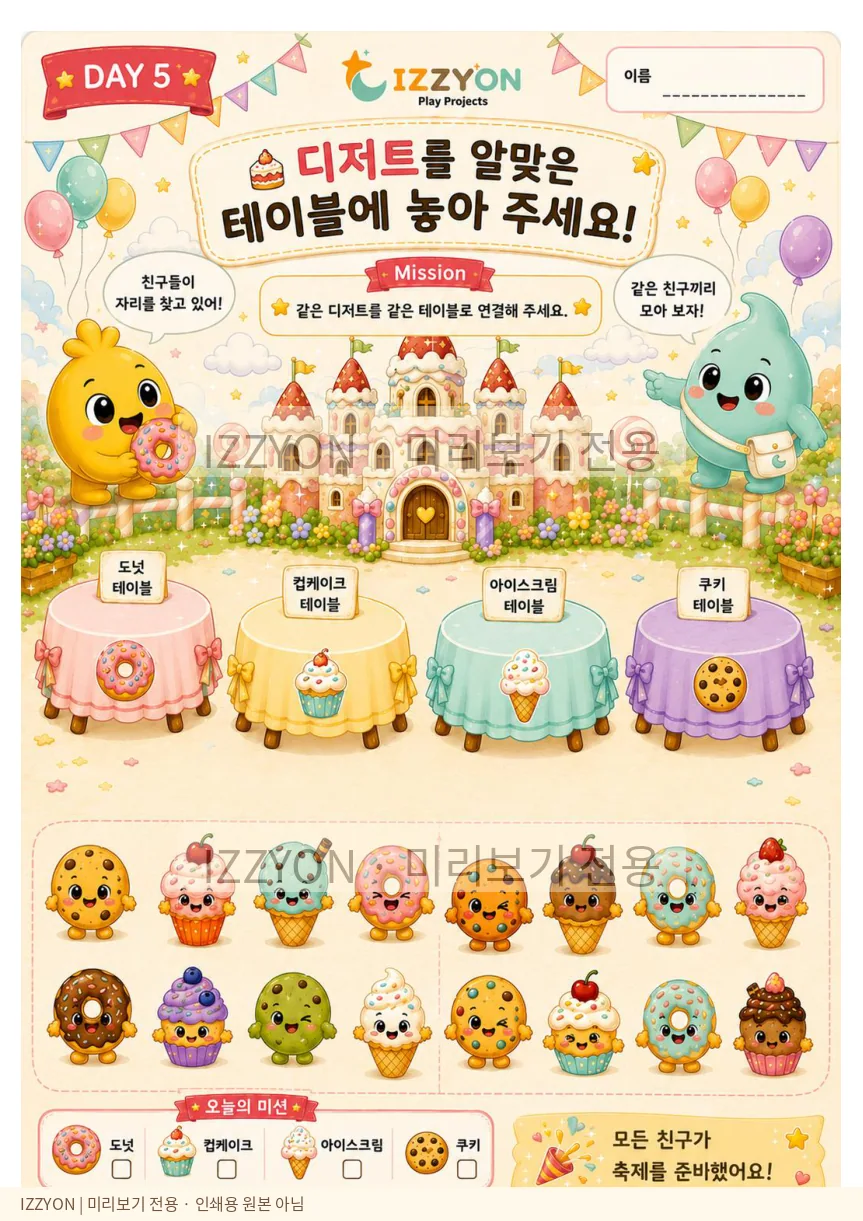 DAY 5
IZZYON
Play Projects
이름
디저트를 알맞은
테이블에 놓아 주세요!
Mission
같은 디저트를 같은 테이블로 연결해 주세요.
친구들이
자리를 찾고 있어!
같은 친구끼리
모아 보자!
IZZYON · 미리보기 전용
도넛
테이블
컵케이크
테이블
아이스크림
테이블
쿠키
테이블
IZZYON · 미리보기 전용
오늘의 미션
도넛
컵케이크
아이스크림
쿠키
모든 친구가
축제를 준비했어요!
IZZYON | 미리보기 전용 · 인쇄용 원본 아님